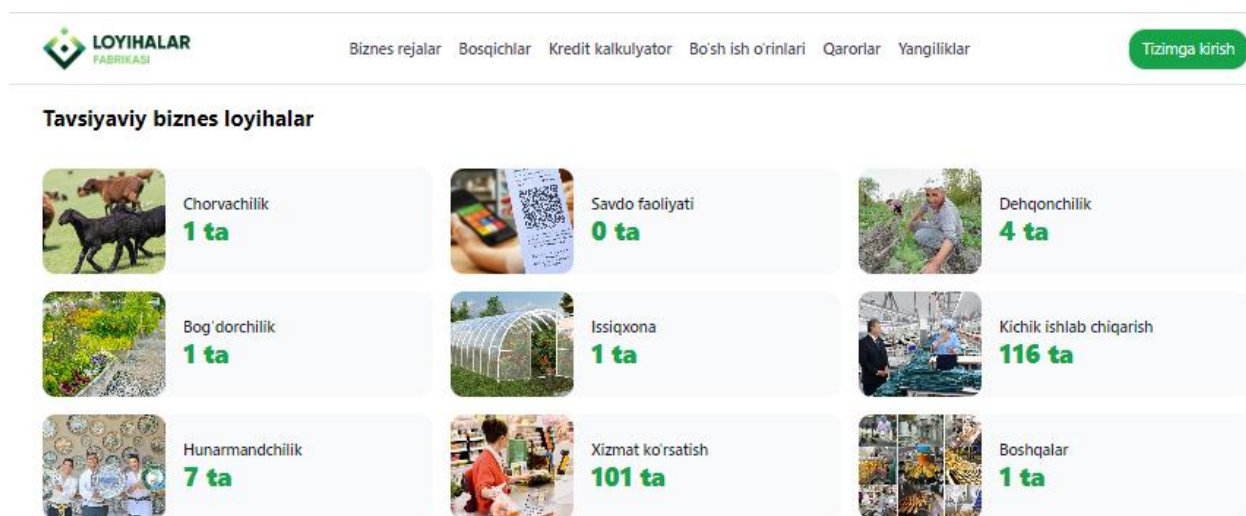 LOYIHALAR
FABRIKASI
Biznes rejalar Bosqichlar Kredit kalkulyator Bo'sh ish o'rinlari Qarorlar Yangiliklar
Tizimga kirish
Tavsiyaviy biznes loyihalar
Chorvachilik
1 ta
Savdo faoliyati
0 ta
Dehqonchilik
4 ta
Bog'dorchilik
1 ta
Issiqxona
1 ta
Kichik ishlab chiqarish
116 ta
Hunarmandchilik
7 ta
Xizmat ko'rsatish
101 ta
Boshqalar
1 ta